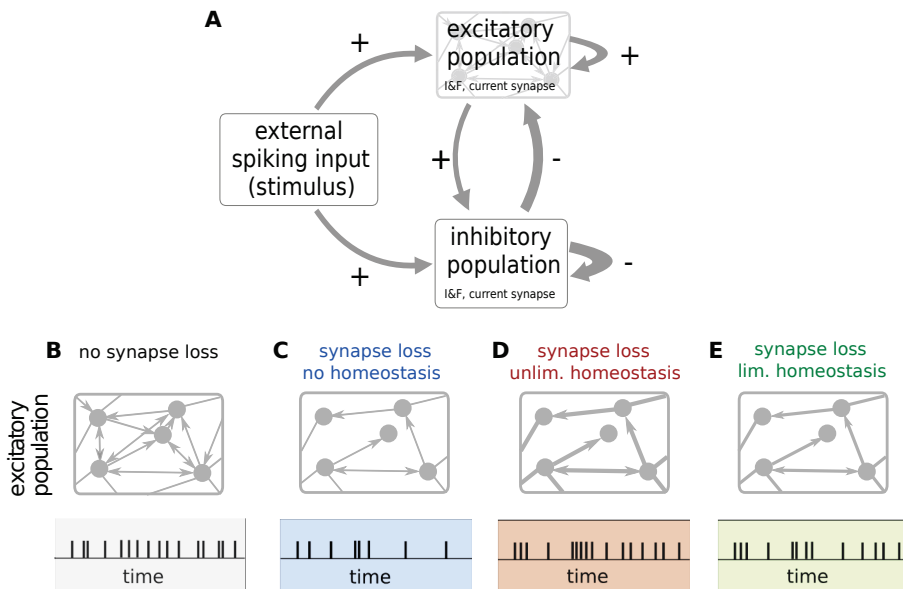 A
excitatory
population
I&F, current synapse
+
+
external
spiking input
(stimulus)
+
-
inhibitory
population
I&F, current synapse
+
-
B
no synapse loss
C
synapse loss
no homeostasis
D
synapse loss
unlim. homeostasis
E
synapse loss
lim. homeostasis
excitatory
population
time
time
time
time